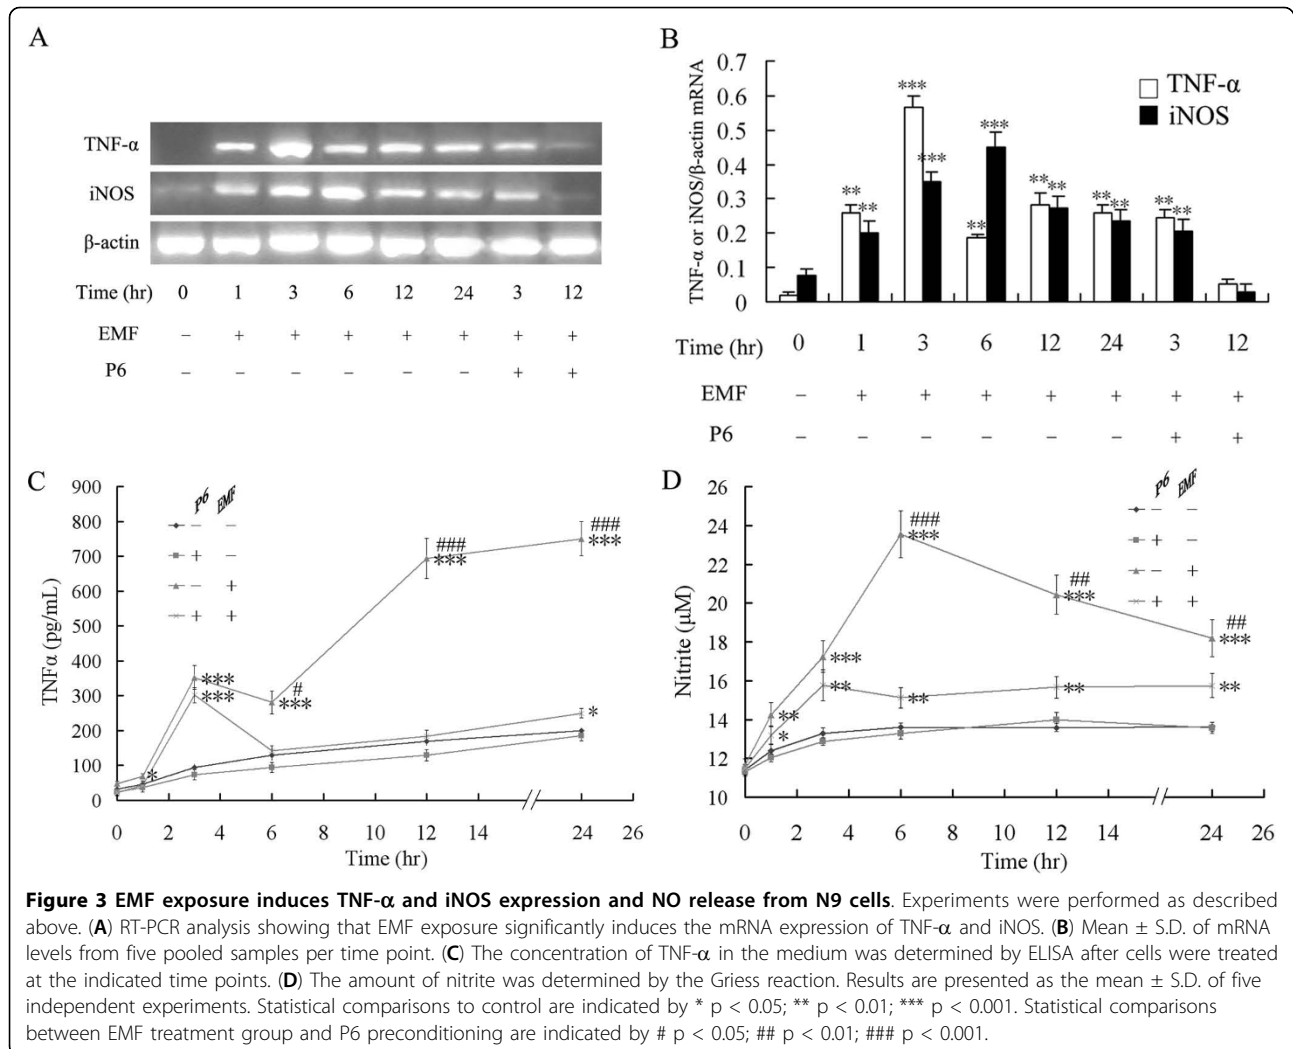 A
TNF-α
iNOS
β-actin
Time (hr) 0 1 3 6 12 24 3 12
EMF − + + + + + + +
P6 − − − − − − + +
B
TNF-α or iNOS/β-actin mRNA
0.7
0.6
0.5
0.4
0.3
0.2
0.1
0
TNF-α
iNOS
** ** *** *** ** *** ** ** ** ** ** **
Time (hr) 0 1 3 6 12 24 3 12
EMF − + + + + + + +
P6 − − − − − − + +
C
TNFα (pg/mL)
900
800
700
600
500
400
300
200
100
0
P6 EMF
− −
+ −
− +
+ +
*
***
***
#
***
###
***
###
***
*
0 2 4 6 8 10 12 14 // 24 26
Time (hr)
D
Nitrite (μM)
26
24
22
20
18
16
14
12
10
P6 EMF
− −
+ −
− +
+ +
**
*
***
**
###
***
**
##
***
**
##
***
**
0 2 4 6 8 10 12 14 // 24 26
Time (hr)
Figure 3 EMF exposure induces TNF-α and iNOS expression and NO release from N9 cells. Experiments were performed as described
above. (A) RT-PCR analysis showing that EMF exposure significantly induces the mRNA expression of TNF-α and iNOS. (B) Mean ± S.D. of mRNA
levels from five pooled samples per time point. (C) The concentration of TNF-α in the medium was determined by ELISA after cells were treated
at the indicated time points. (D) The amount of nitrite was determined by the Griess reaction. Results are presented as the mean ± S.D. of five
independent experiments. Statistical comparisons to control are indicated by * p < 0.05; ** p < 0.01; *** p < 0.001. Statistical comparisons
between EMF treatment group and P6 preconditioning are indicated by # p < 0.05; ## p < 0.01; ### p < 0.001.